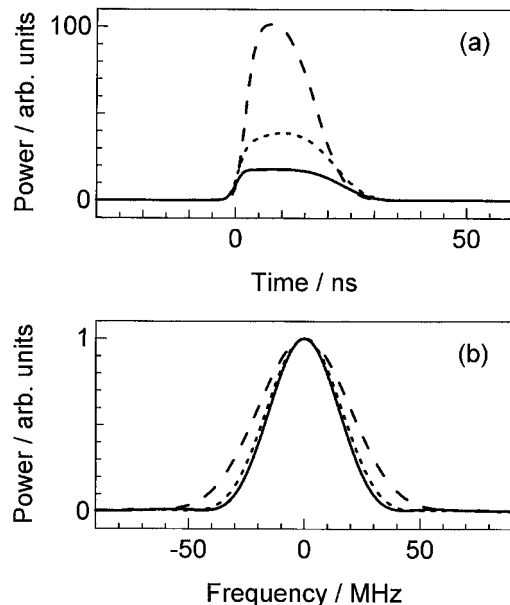 (a)
Power / arb. units
100
0
0
50
Time / ns
(b)
Power / arb. units
1
0
-50
0
50
Frequency / MHz